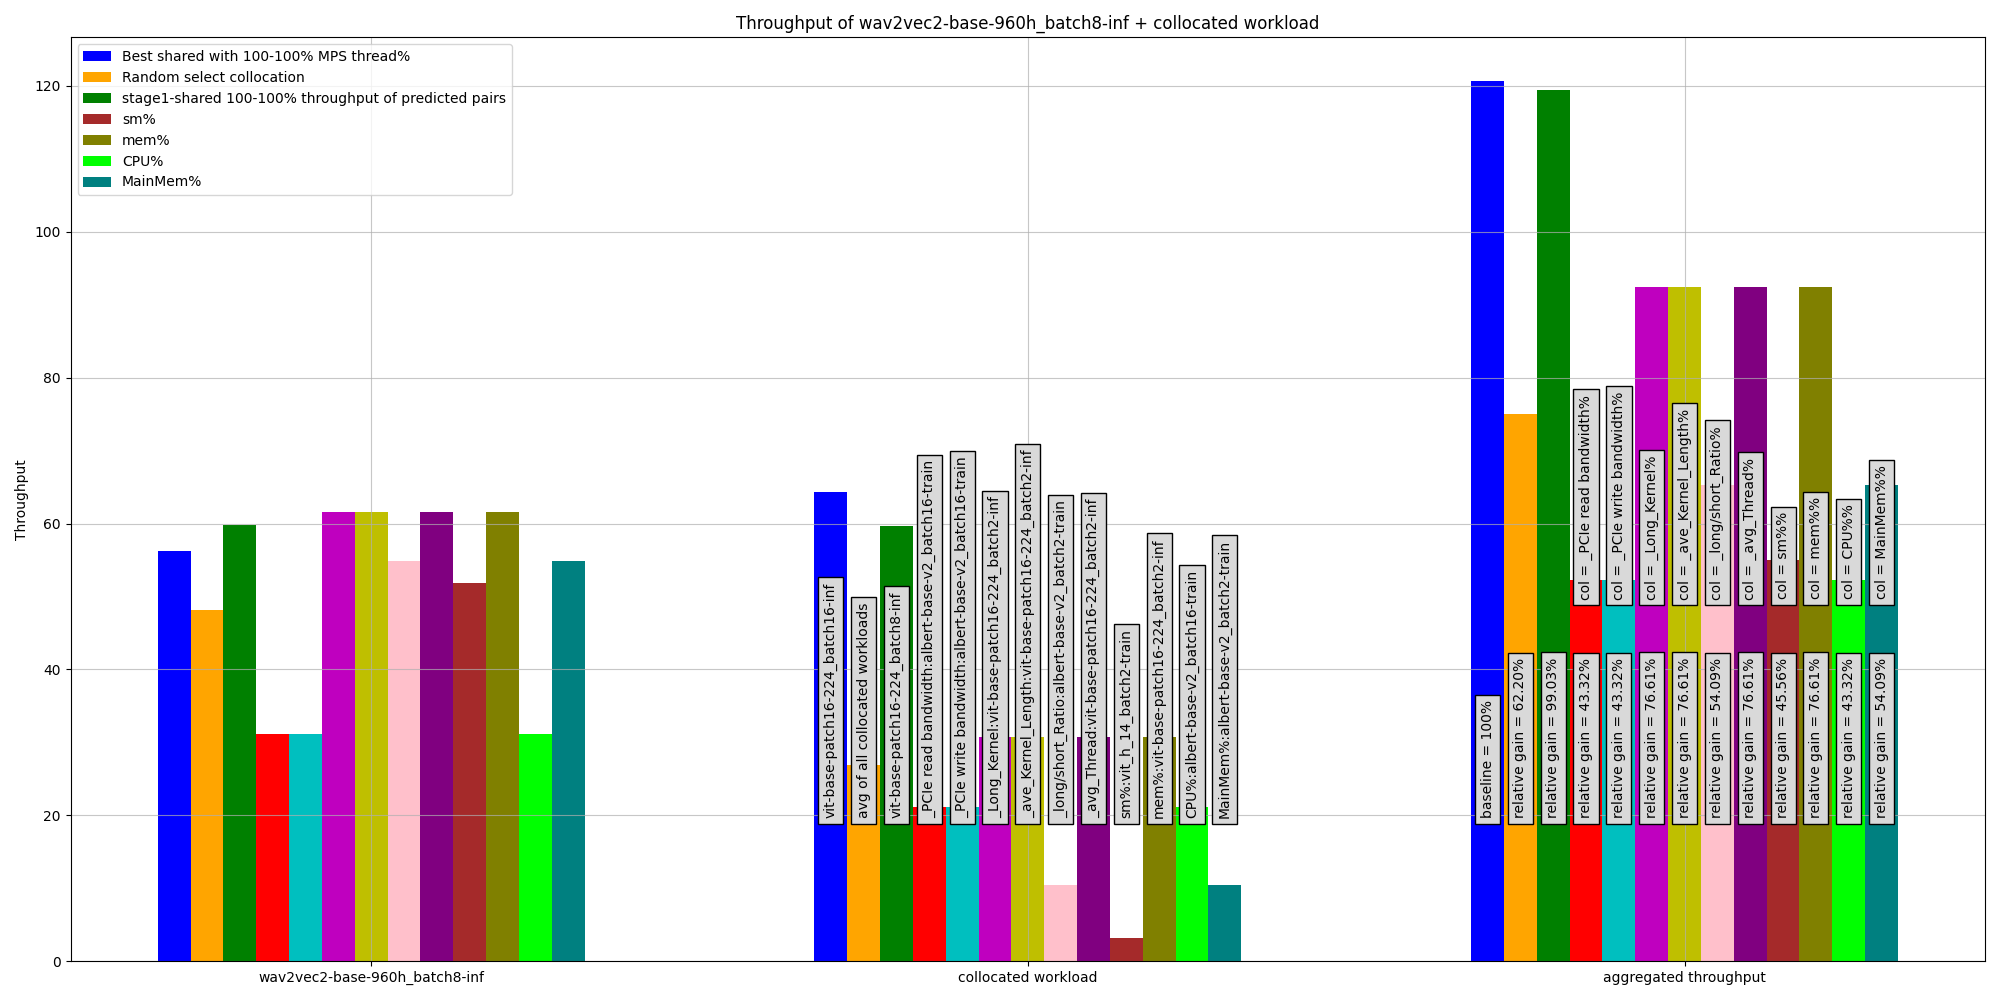 Throughput of wav2vec2-base-960h_batch8-inf + collocated workload
Best shared with 100-100% MPS thread%
Random select collocation
stage1-shared 100-100% throughput of predicted pairs
sm%
mem%
CPU%
MainMem%
Throughput
120
100
80
60
40
20
0
vit-base-patch16-224_batch16-inf
avg of all collocated workloads
vit-base-patch16-224_batch8-inf
_PCIe read bandwidth:albert-base-v2_batch16-train
_PCIe write bandwidth:albert-base-v2_batch16-train
_Long_Kernel:vit-base-patch16-224_batch2-inf
_ave_Kernel_Length:vit-base-patch16-224_batch2-inf
_long/short_Ratio:albert-base-v2_batch2-train
_avg_Thread:vit-base-patch16-224_batch2-inf
sm%:vit_h_14_batch2-train
mem%:vit-base-patch16-224_batch2-inf
CPU%:albert-base-v2_batch16-train
MainMem%:albert-base-v2_batch2-train
col = _PCIe read bandwidth%
col = _PCIe write bandwidth%
col = _Long_Kernel%
col = _ave_Kernel_Length%
col = _long/short_Ratio%
col = _avg_Thread%
col = sm%%
col = mem%%
col = CPU%%
col = MainMem%%
baseline = 100%
relative gain = 62.20%
relative gain = 99.03%
relative gain = 43.32%
relative gain = 43.32%
relative gain = 76.61%
relative gain = 76.61%
relative gain = 54.09%
relative gain = 76.61%
relative gain = 45.56%
relative gain = 76.61%
relative gain = 43.32%
relative gain = 54.09%
wav2vec2-base-960h_batch8-inf
collocated workload
aggregated throughput